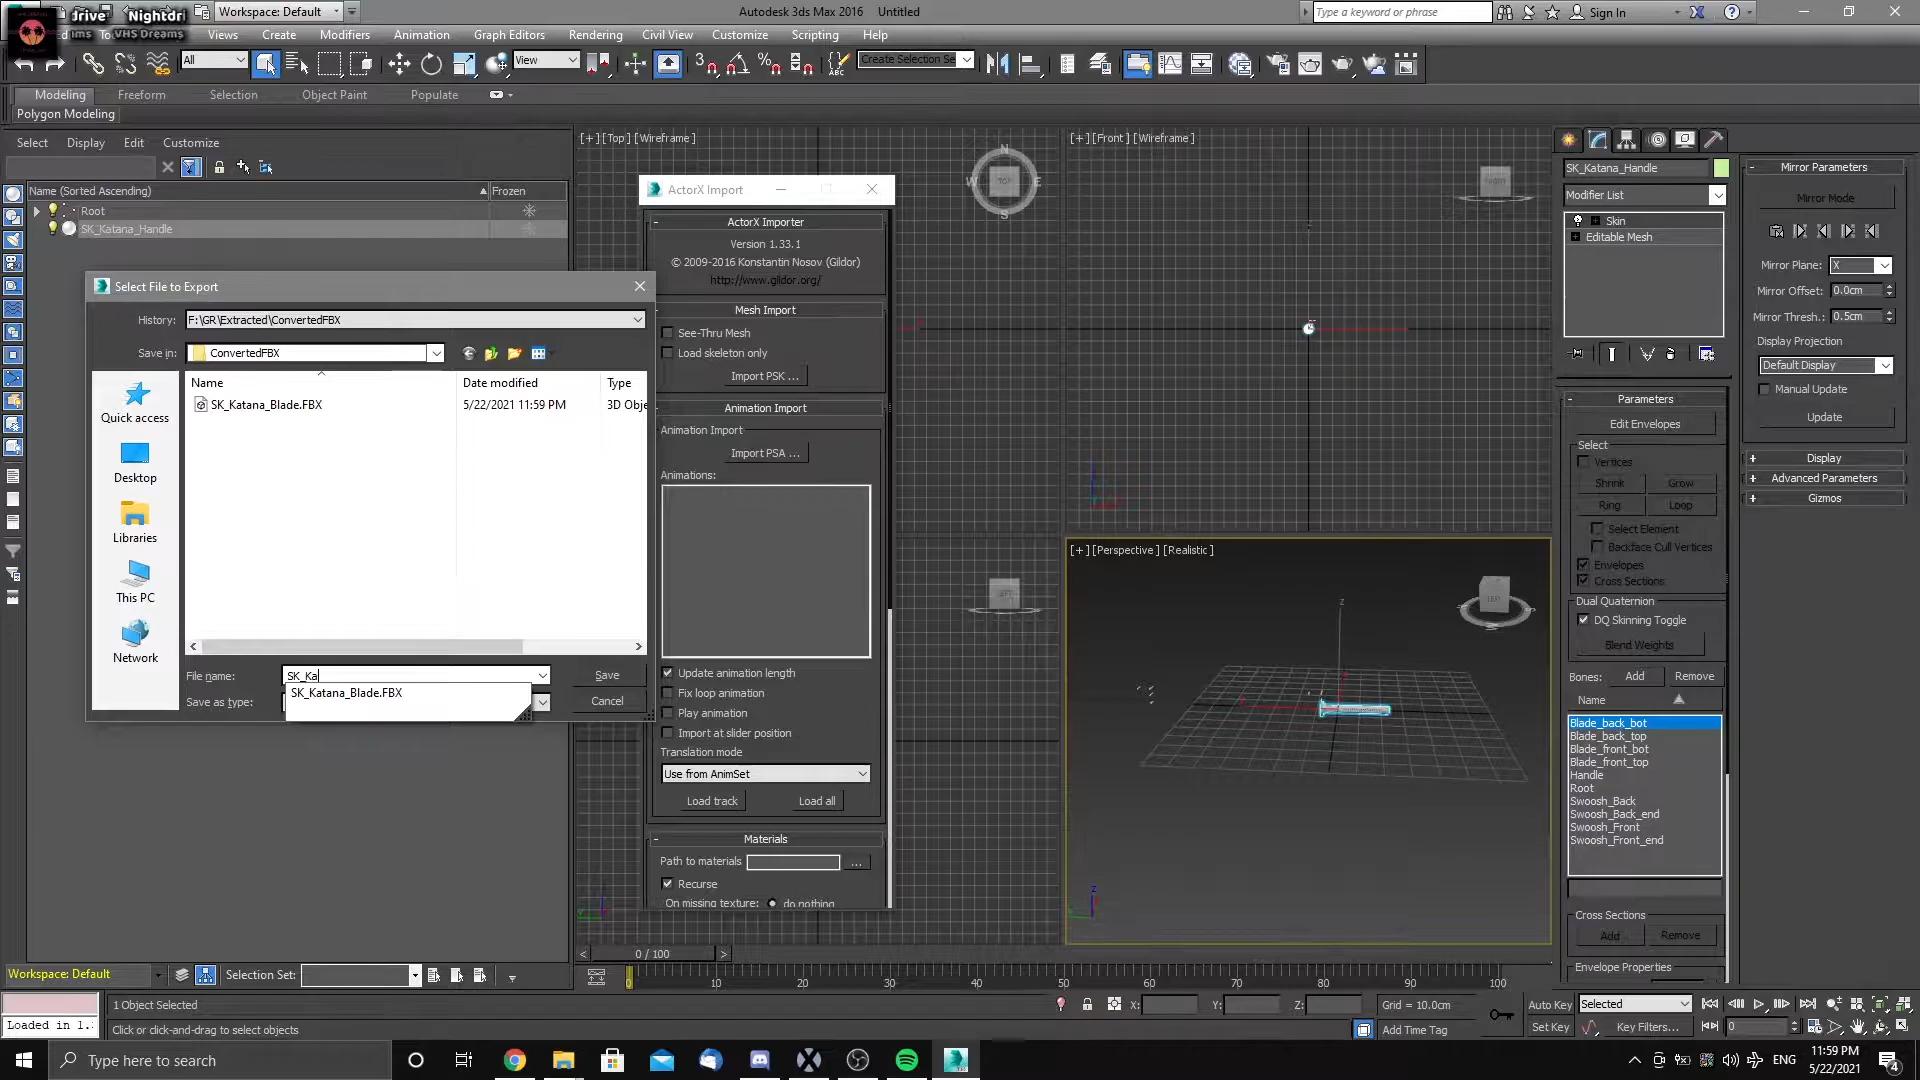 Jrive
Nightdri
VHS Dreams
Workspace: Default
Autodesk 3ds Max 2016 Untitled
Type a keyword or phrase
Sign In
Views Create Modifiers Animation Graph Editors Rendering Civil View Customize Scripting Help
All
View
Create Selection Se
Modeling Freeform Selection Object Paint Populate
Polygon Modeling
Select Display Edit Customize
Name (Sorted Ascending) Frozen
Root
SK_Katana_Handle
Select File to Export
History: F:\GR\Extracted\ConvertedFBX
Save in: ConvertedFBX
Name Date modified Type
SK_Katana_Blade.FBX 5/22/2021 11:59 PM 3D Obje
Quick access
Desktop
Libraries
This PC
Network
File name: SK_Ka
Save
SK_Katana_Blade.FBX
Save as type:
Cancel
[+] [Top] [Wireframe]
N
W TOP E
S
ActorX Import
ActorX Importer
Version 1.33.1
© 2009-2016 Konstantin Nosov (Gildor)
http://www.gildor.org/
Mesh Import
See-Thru Mesh
Load skeleton only
Import PSK ...
Animation Import
Animation Import
Import PSA ...
Animations:
Update animation length
Fix loop animation
Play animation
Import at slider position
Translation mode
Use from AnimSet
Load track Load all
Materials
Path to materials ...
Recurse
On missing texture: do nothing
[+] [Front] [Wireframe]
[+] [Perspective] [Realistic]
SK_Katana_Handle
Modifier List
Skin
Editable Mesh
Parameters
Edit Envelopes
Select
Vertices
Shrink Grow
Ring Loop
Select Element
Backface Cull Vertices
Envelopes
Cross Sections
Dual Quaternion
DQ Skinning Toggle
Blend Weights
Bones: Add Remove
Name
Blade_back_bot
Blade_back_top
Blade_front_bot
Blade_front_top
Handle
Root
Swoosh_Back
Swoosh_Back_end
Swoosh_Front
Swoosh_Front_end
Cross Sections
Add Remove
Envelope Properties
Mirror Parameters
Mirror Mode
Mirror Plane: X
Mirror Offset: 0.0cm
Mirror Thresh.: 0.5cm
Display Projection
Default Display
Manual Update
Update
Display
Advanced Parameters
Gizmos
0 / 100
Workspace: Default
Selection Set:
0 10 20 30 40 50 60 70 80 90 100
1 Object Selected
X: Y: Z: Grid = 10.0cm
Auto Key Selected
Loaded in 1.
Click or click-and-drag to select objects
Add Time Tag
Set Key Key Filters...
0
Type here to search
ENG
11:59 PM
5/22/2021
4